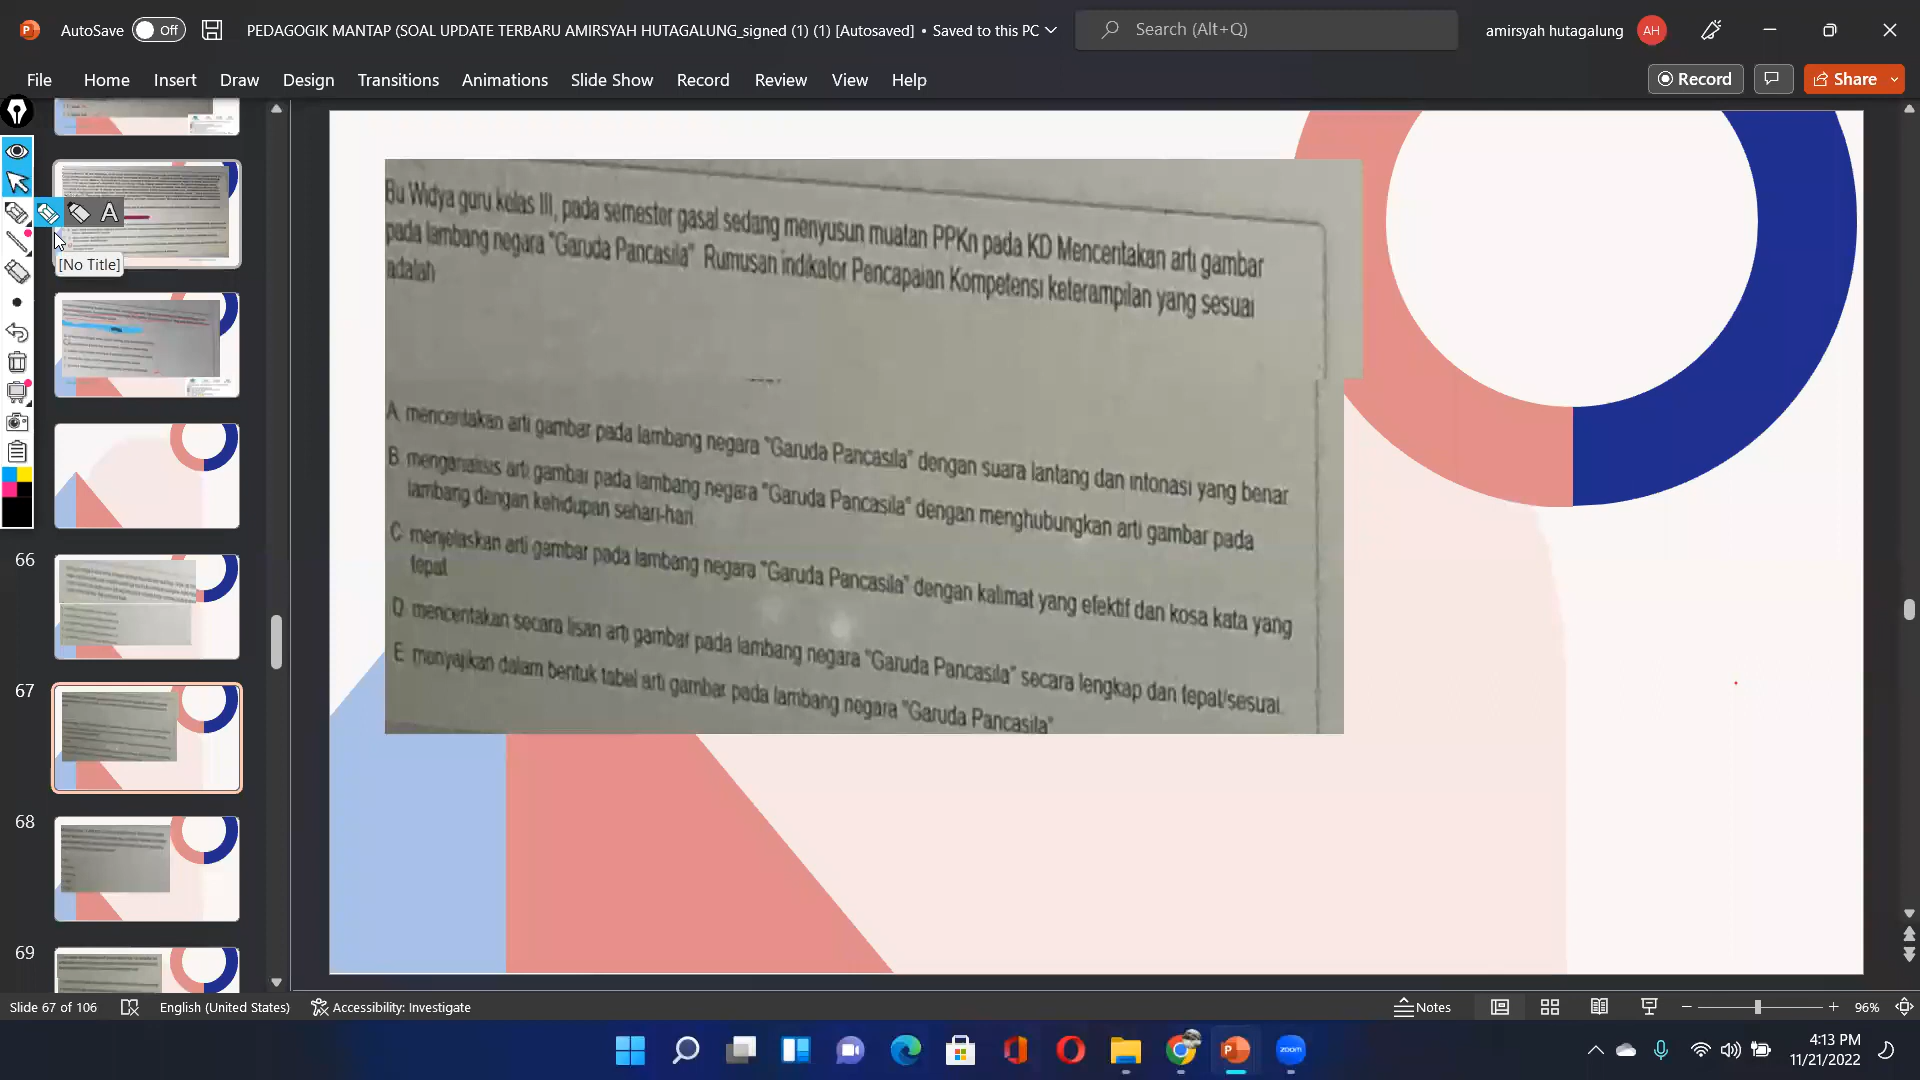 AutoSave Off PEDAGOGIK MANTAP (SOAL UPDATE TERBARU AMIRSYAH HUTAGALUNG_signed (1) (1) [Autosaved] • Saved to this PC Search (Alt+Q) amirsyah hutagalung AH
File Home Insert Draw Design Transitions Animations Slide Show Record Review View Help Record Share
A
[No Title]
66
67
68
69
Bu Widya guru kelas III, pada semester gasal sedang menyusun muatan PPKn pada KD Menceritakan arti gambar
pada lambang negara "Garuda Pancasila" Rumusan indikator Pencapaian Kompetensi keterampilan yang sesuai
adalah
A menceritakan arti gambar pada lambang negara "Garuda Pancasila" dengan suara lantang dan intonasi yang benar
B menganalisis arti gambar pada lambang negara "Garuda Pancasila" dengan menghubungkan arti gambar pada
lambang dengan kehidupan sehari-hari
C menjelaskan arti gambar pada lambang negara "Garuda Pancasila" dengan kalimat yang efektif dan kosa kata yang
tepat
D menceritakan secara lisan arti gambar pada lambang negara "Garuda Pancasila" secara lengkap dan tepat/sesuai.
E menyajikan dalam bentuk tabel arti gambar pada lambang negara "Garuda Pancasila"
Slide 67 of 106 English (United States) Accessibility: Investigate Notes 96%
zoom
4:13 PM
11/21/2022